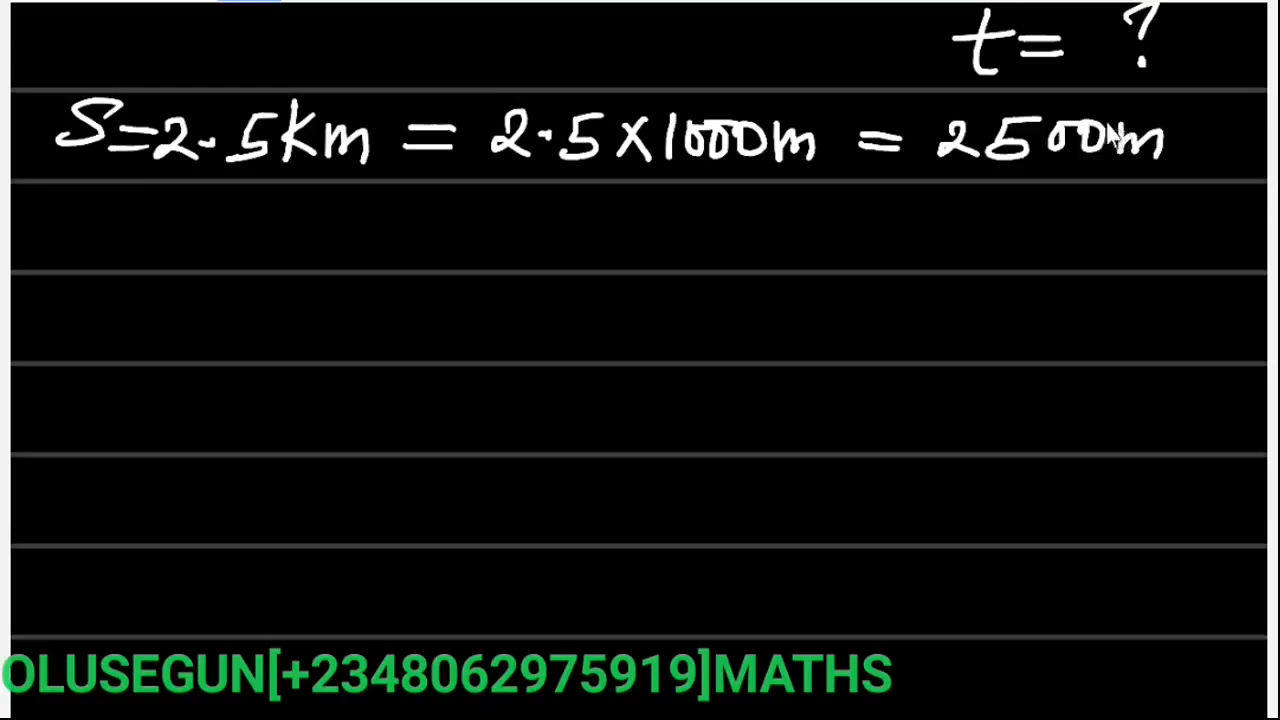 t= ?
S=2.5km = 2.5×1000m = 2500m
OLUSEGUN[+2348062975919]MATHS